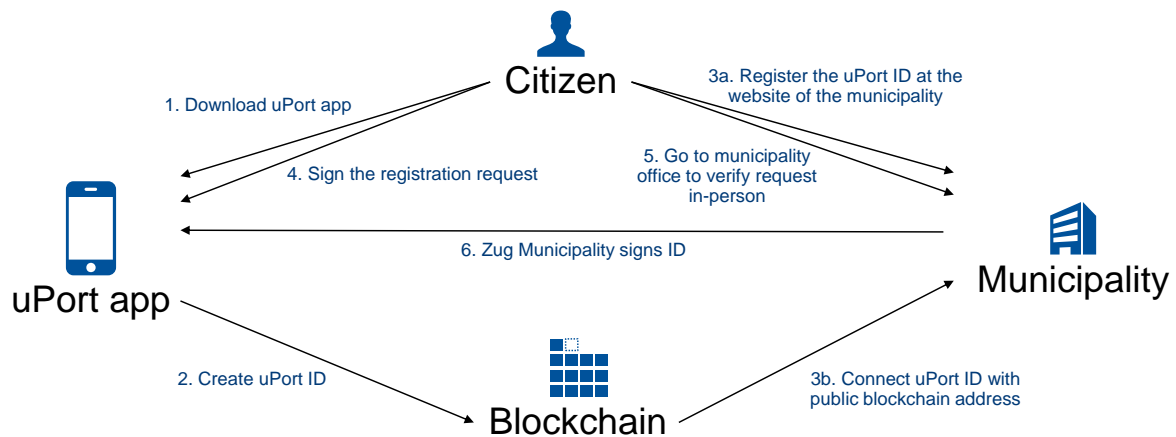 Citizen
1. Download uPort app
3a. Register the uPort ID at the
website of the municipality
4. Sign the registration request
5. Go to municipality
office to verify request
in-person
6. Zug Municipality signs ID
uPort app
Municipality
2. Create uPort ID
3b. Connect uPort ID with
public blockchain address
Blockchain